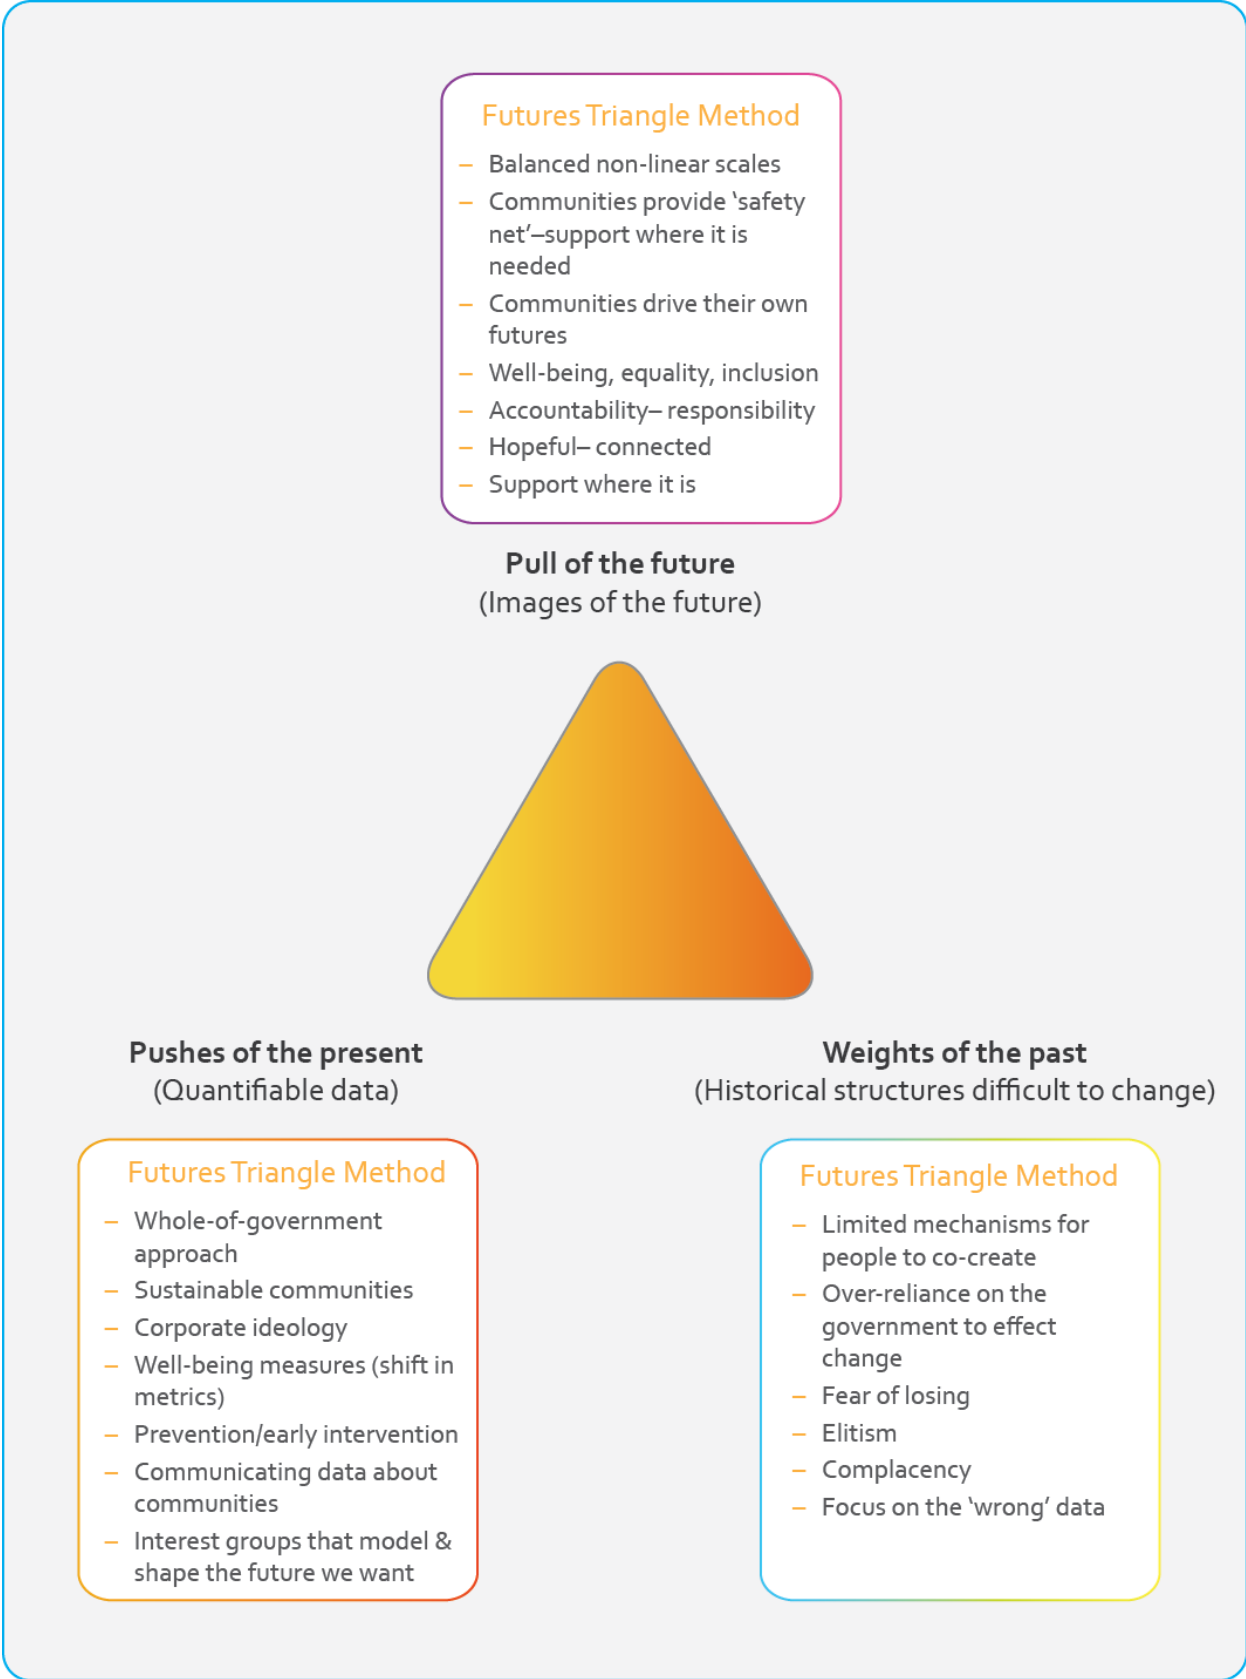 Futures Triangle Method
– Balanced non-linear scales
– Communities provide ‘safety
net’–support where it is
needed
– Communities drive their own
futures
– Well-being, equality, inclusion
– Accountability– responsibility
– Hopeful– connected
– Support where it is
Pull of the future
(Images of the future)
Pushes of the present
(Quantifiable data)
Futures Triangle Method
– Whole-of-government
approach
– Sustainable communities
– Corporate ideology
– Well-being measures (shift in
metrics)
– Prevention/early intervention
– Communicating data about
communities
– Interest groups that model &
shape the future we want
Weights of the past
(Historical structures difficult to change)
Futures Triangle Method
– Limited mechanisms for
people to co-create
– Over-reliance on the
government to effect
change
– Fear of losing
– Elitism
– Complacency
– Focus on the ‘wrong’ data